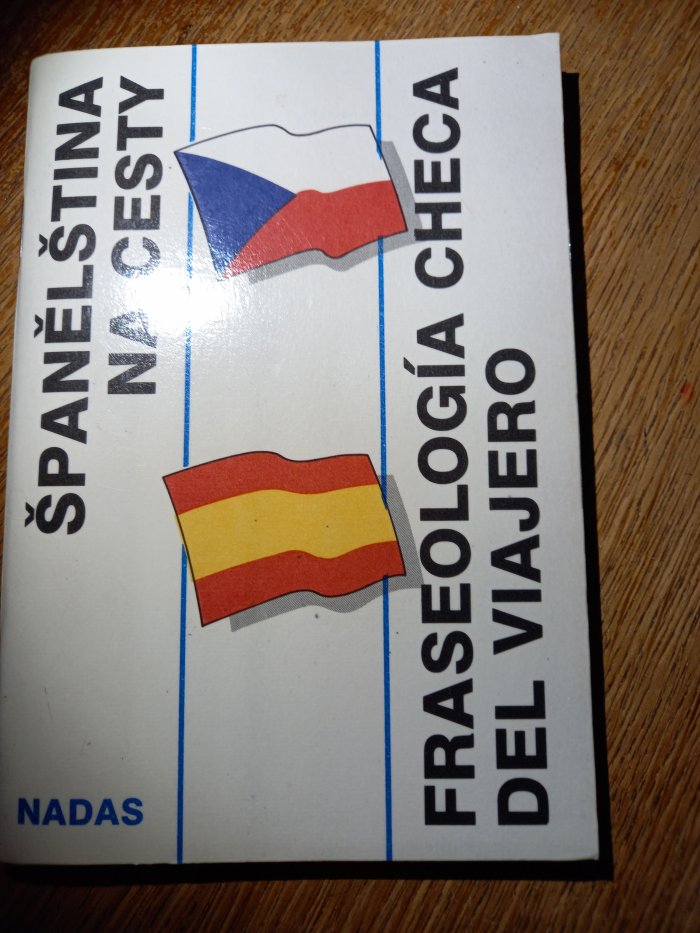 ŠPANĚLŠTINA
NA CESTY
FRASEOLOGÍA CHECA
DEL VIAJERO
NADAS